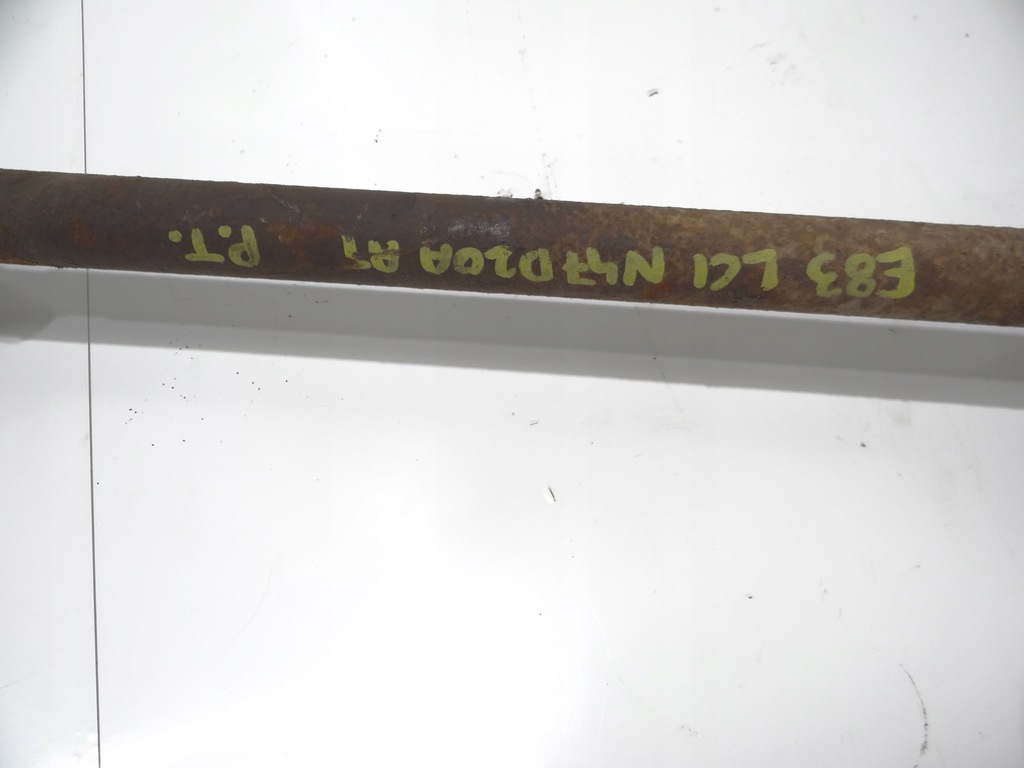 E83 LCI N47D20A AT P.T.